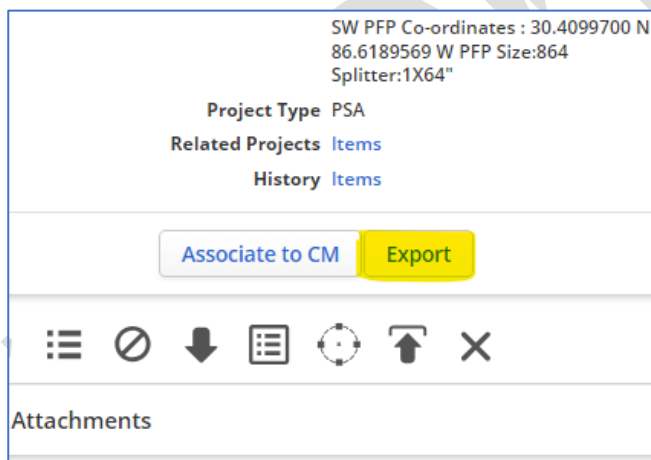 SW PFP Co-ordinates : 30.4099700 N
86.6189569 W PFP Size:864
Splitter:1X64"
Project Type PSA
Related Projects Items
History Items
Associate to CM Export
Attachments